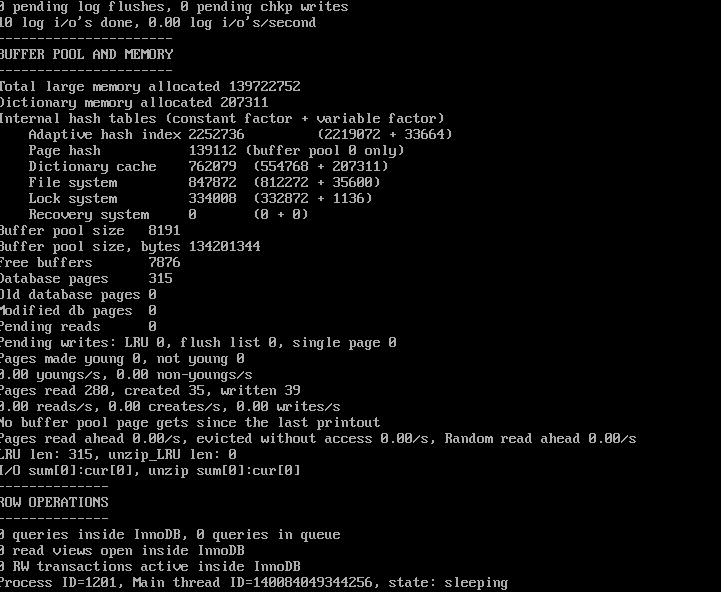 0 pending log flushes, 0 pending chkp writes
10 log i/o's done, 0.00 log i/o's/second
----------------------
BUFFER POOL AND MEMORY
----------------------
Total large memory allocated 139722752
Dictionary memory allocated 207311
Internal hash tables (constant factor + variable factor)
    Adaptive hash index 2252736         (2219072 + 33664)
    Page hash           139112 (buffer pool 0 only)
    Dictionary cache    762079  (554768 + 207311)
    File system         847872  (812272 + 35600)
    Lock system         334008  (332872 + 1136)
    Recovery system     0       (0 + 0)
Buffer pool size   8191
Buffer pool size, bytes 134201344
Free buffers       7876
Database pages     315
Old database pages 0
Modified db pages  0
Pending reads      0
Pending writes: LRU 0, flush list 0, single page 0
Pages made young 0, not young 0
0.00 youngs/s, 0.00 non-youngs/s
Pages read 280, created 35, written 39
0.00 reads/s, 0.00 creates/s, 0.00 writes/s
No buffer pool page gets since the last printout
Pages read ahead 0.00/s, evicted without access 0.00/s, Random read ahead 0.00/s
LRU len: 315, unzip_LRU len: 0
I/O sum[0]:cur[0], unzip sum[0]:cur[0]
--------------
ROW OPERATIONS
--------------
0 queries inside InnoDB, 0 queries in queue
0 read views open inside InnoDB
0 RW transactions active inside InnoDB
Process ID=1201, Main thread ID=140084049344256, state: sleeping